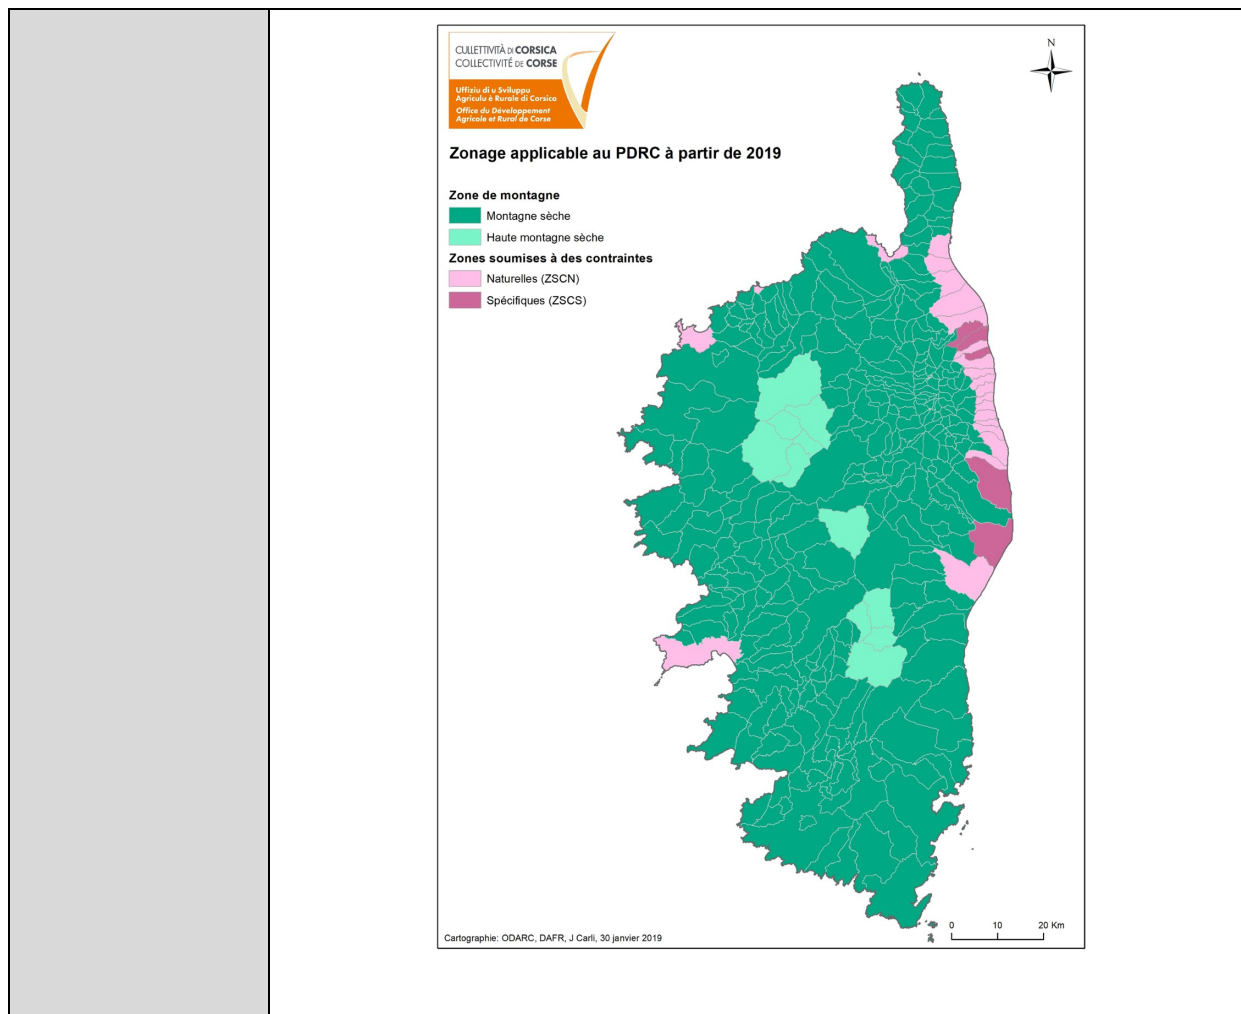 CULLETTIVITÀ DI CORSICA
COLLECTIVITÉ DE CORSE
Uffiziu di u Sviluppu
Agriculu è Rurale di Corsica
Office du Développement
Agricole et Rural de Corse
N
Zonage applicable au PDRC à partir de 2019
Zone de montagne
Montagne sèche
Haute montagne sèche
Zones soumises à des contraintes
Naturelles (ZSCN)
Spécifiques (ZSCS)
0 10 20 Km
Cartographie: ODARC, DAFR, J Carli, 30 janvier 2019